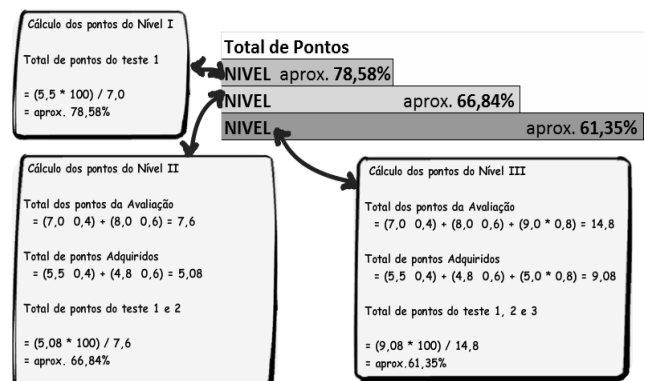 Cálculo dos pontos do Nível I
Total de pontos do teste 1
= (5,5 * 100) / 7,0
= aprox. 78,58%
Total de Pontos
NIVEL aprox. 78,58%
NIVEL aprox. 66,84%
NIVEL aprox. 61,35%
Cálculo dos pontos do Nível II
Total dos pontos da Avaliação
= (7,0 0,4) + (8,0 0,6) = 7,6
Total de pontos Adquiridos
= (5,5 0,4) + (4,8 0,6) = 5,08
Total de pontos do teste 1 e 2
= (5,08 * 100) / 7,6
= aprox. 66,84%
Cálculo dos pontos do Nível III
Total dos pontos da Avaliação
= (7,0 0,4) + (8,0 0,6) + (9,0 * 0,8) = 14,8
Total de pontos Adquiridos
= (5,5 0,4) + (4,8 0,6) + (5,0 * 0,8) = 9,08
Total de pontos do teste 1, 2 e 3
= (9,08 * 100) / 14,8
= aprox.61,35%